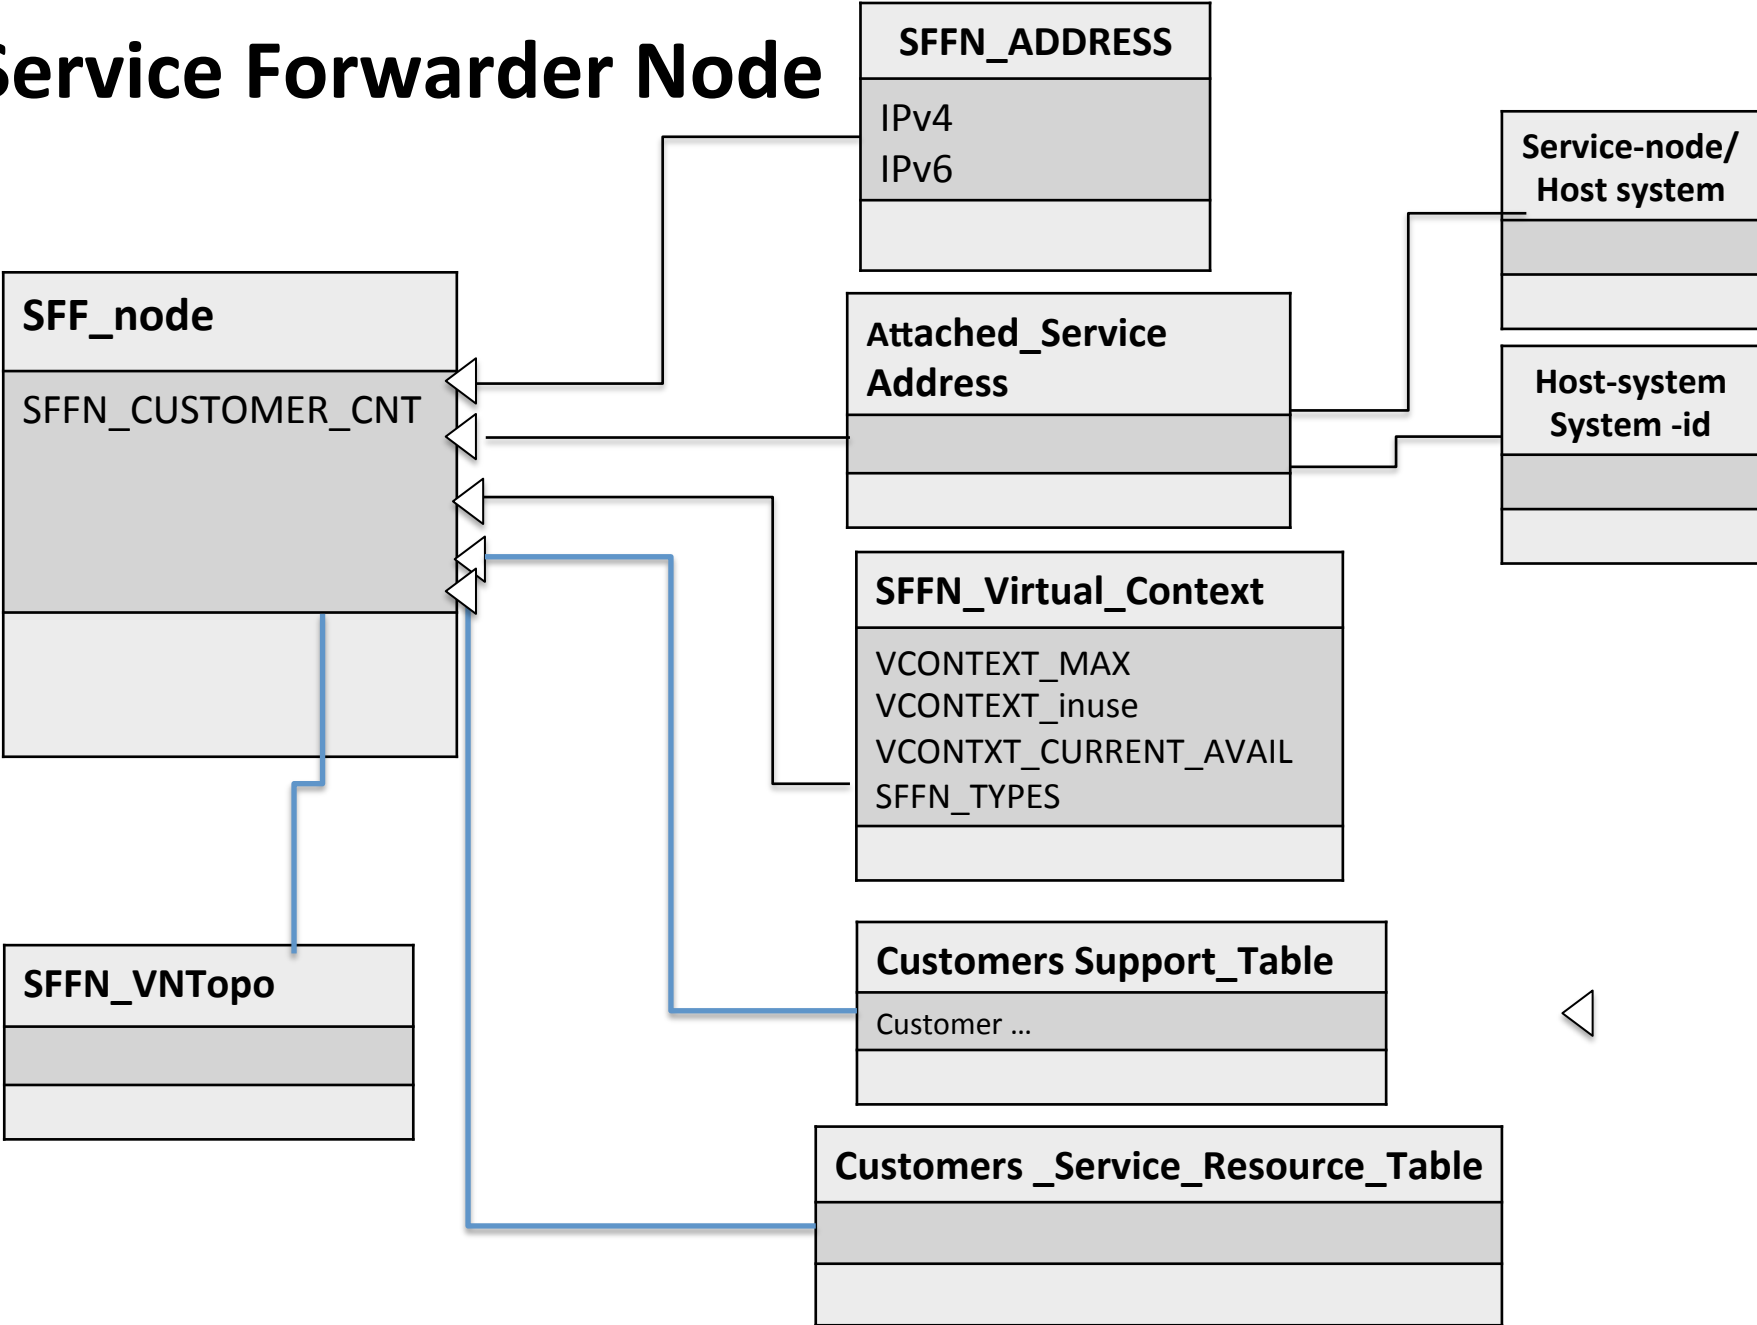 Service Forwarder Node
SFFN_ADDRESS
IPv4
IPv6
Service-node/
Host system
SFF_node
SFFN_CUSTOMER_CNT
Attached_Service
Address
Host-system
System -id
SFFN_Virtual_Context
VCONTEXT_MAX
VCONTEXT_inuse
VCONTXT_CURRENT_AVAIL
SFFN_TYPES
SFFN_VNTopo
Customers Support_Table
Customer ...
Customers _Service_Resource_Table